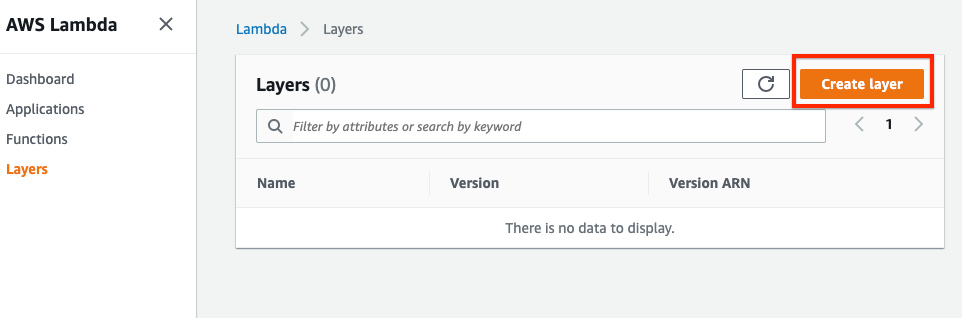 AWS Lambda
Dashboard
Applications
Functions
Layers
Lambda > Layers
Layers (0)
Create layer
Filter by attributes or search by keyword
1
Name Version Version ARN
There is no data to display.